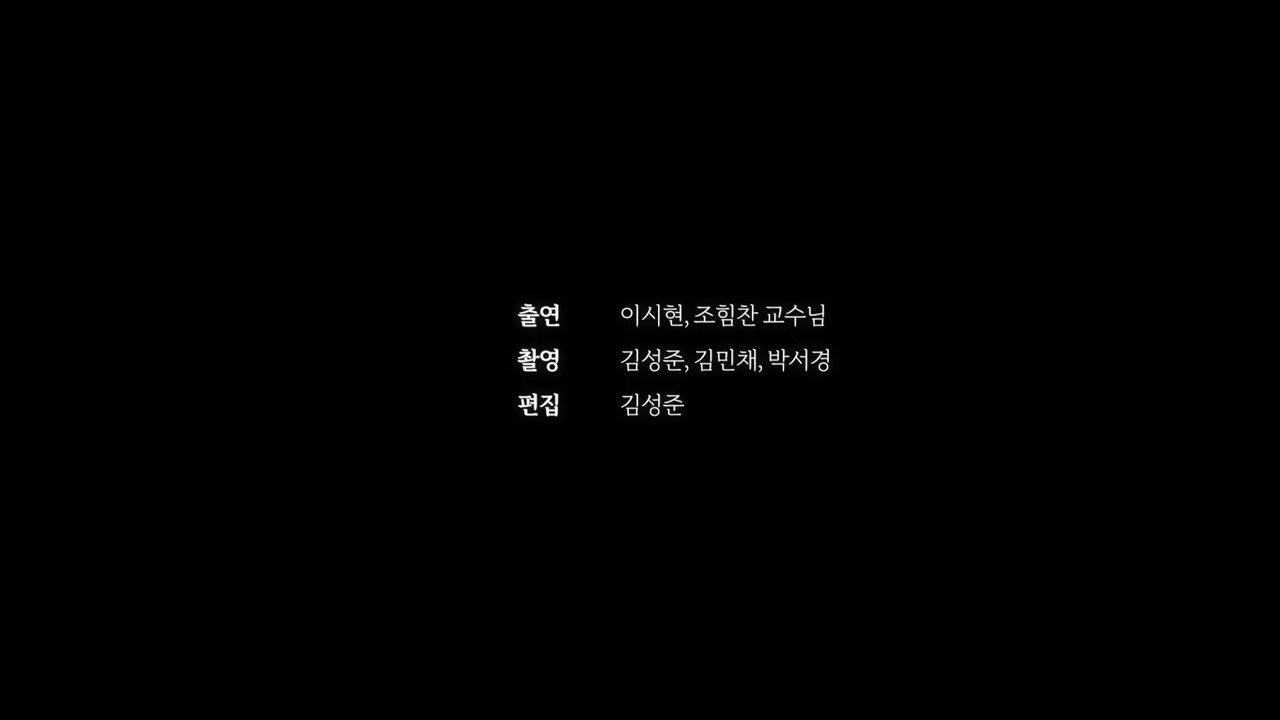 출연 이시현, 조힘찬 교수님
촬영 김성준, 김민채, 박서경
편집 김성준